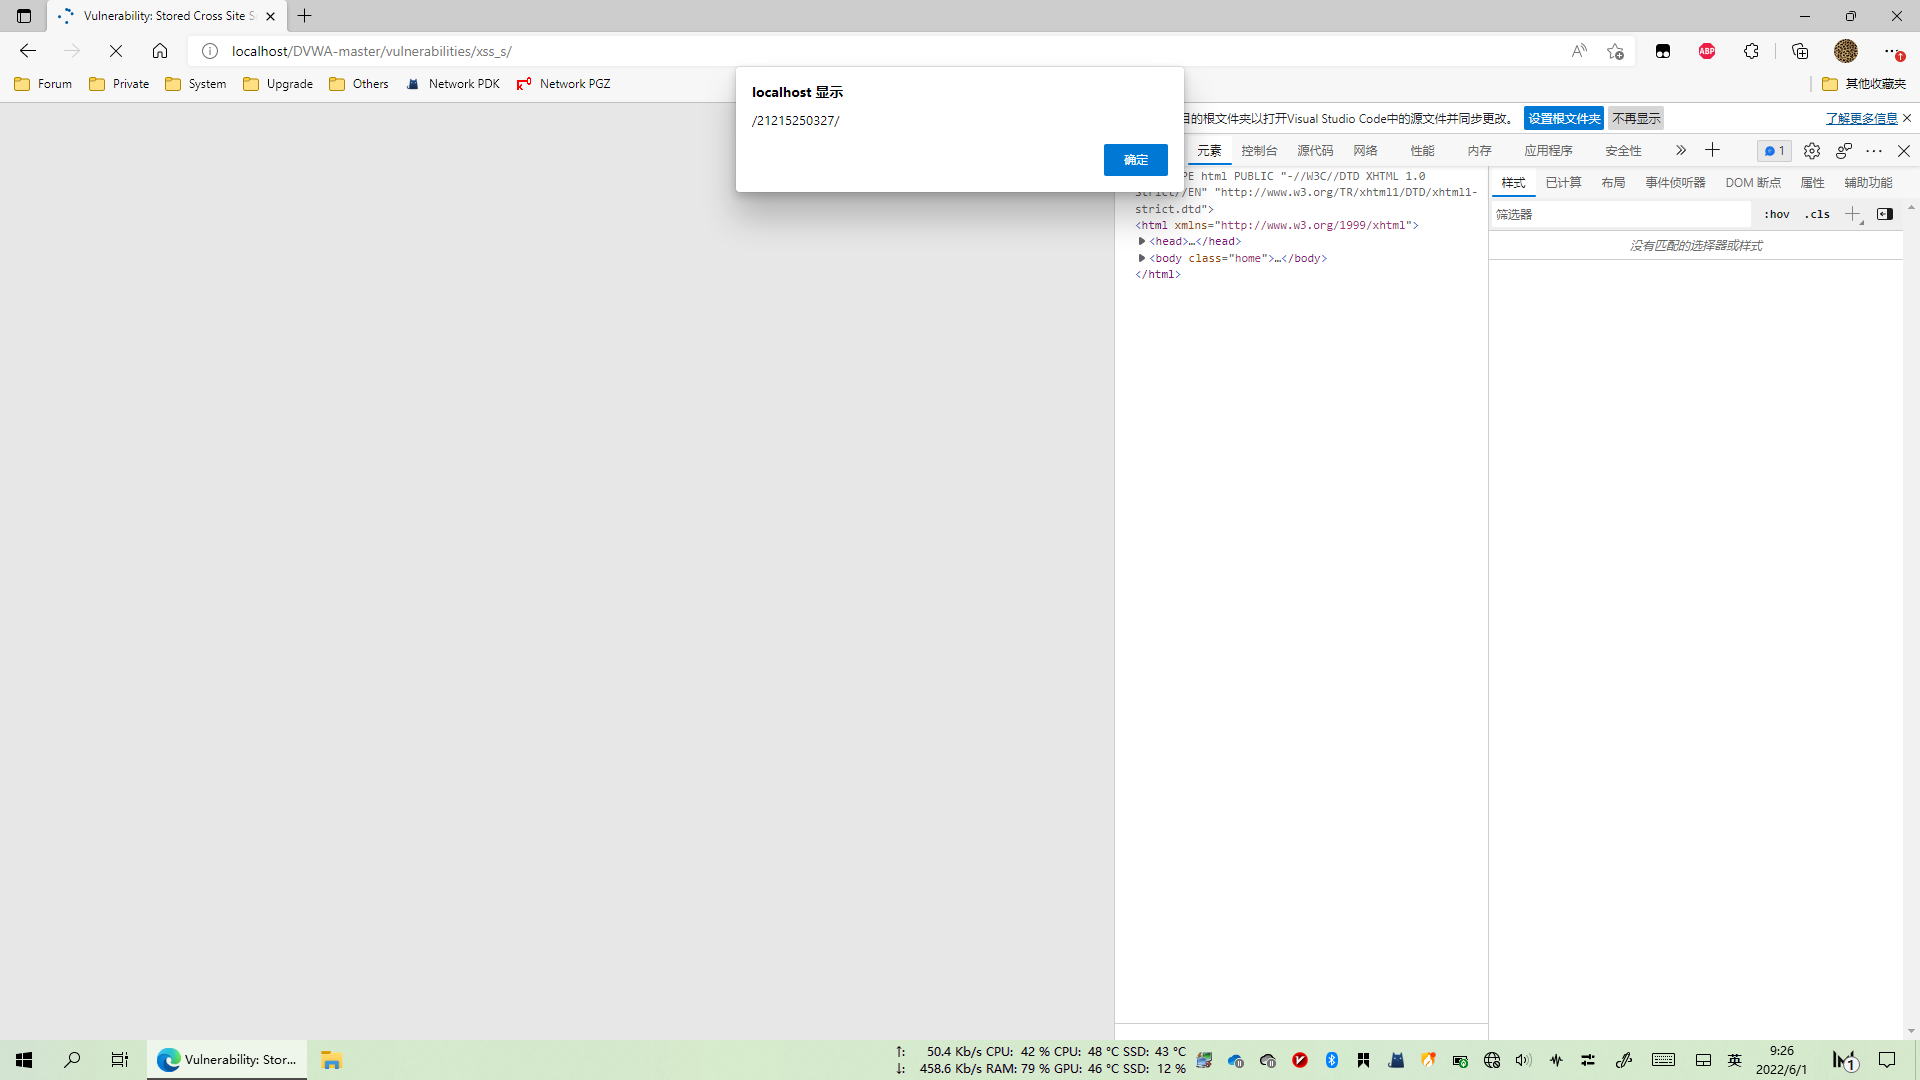 Vulnerability: Stored Cross Site S
localhost/DVWA-master/vulnerabilities/xss_s/
ABP
Forum Private System Upgrade Others Network PDK Network PGZ 其他收藏夹
localhost 显示
/21215250327/
确定
目的根文件夹以打开Visual Studio Code中的源文件并同步更改。 设置根文件夹 不再显示 了解更多信息
元素 控制台 源代码 网络 性能 内存 应用程序 安全性 1
PE html PUBLIC "-//W3C//DTD XHTML 1.0
Strict//EN" "http://www.w3.org/TR/xhtml1/DTD/xhtml1-
strict.dtd">
<html xmlns="http://www.w3.org/1999/xhtml">
<head>…</head>
<body class="home">…</body>
</html>
样式 已计算 布局 事件侦听器 DOM 断点 属性 辅助功能
筛选器 :hov .cls
没有匹配的选择器或样式
Vulnerability: Stor...
↑: 50.4 Kb/s CPU: 42 % CPU: 48 °C SSD: 43 °C
↓: 458.6 Kb/s RAM: 79 % GPU: 46 °C SSD: 12 %
英
9:26
2022/6/1
1